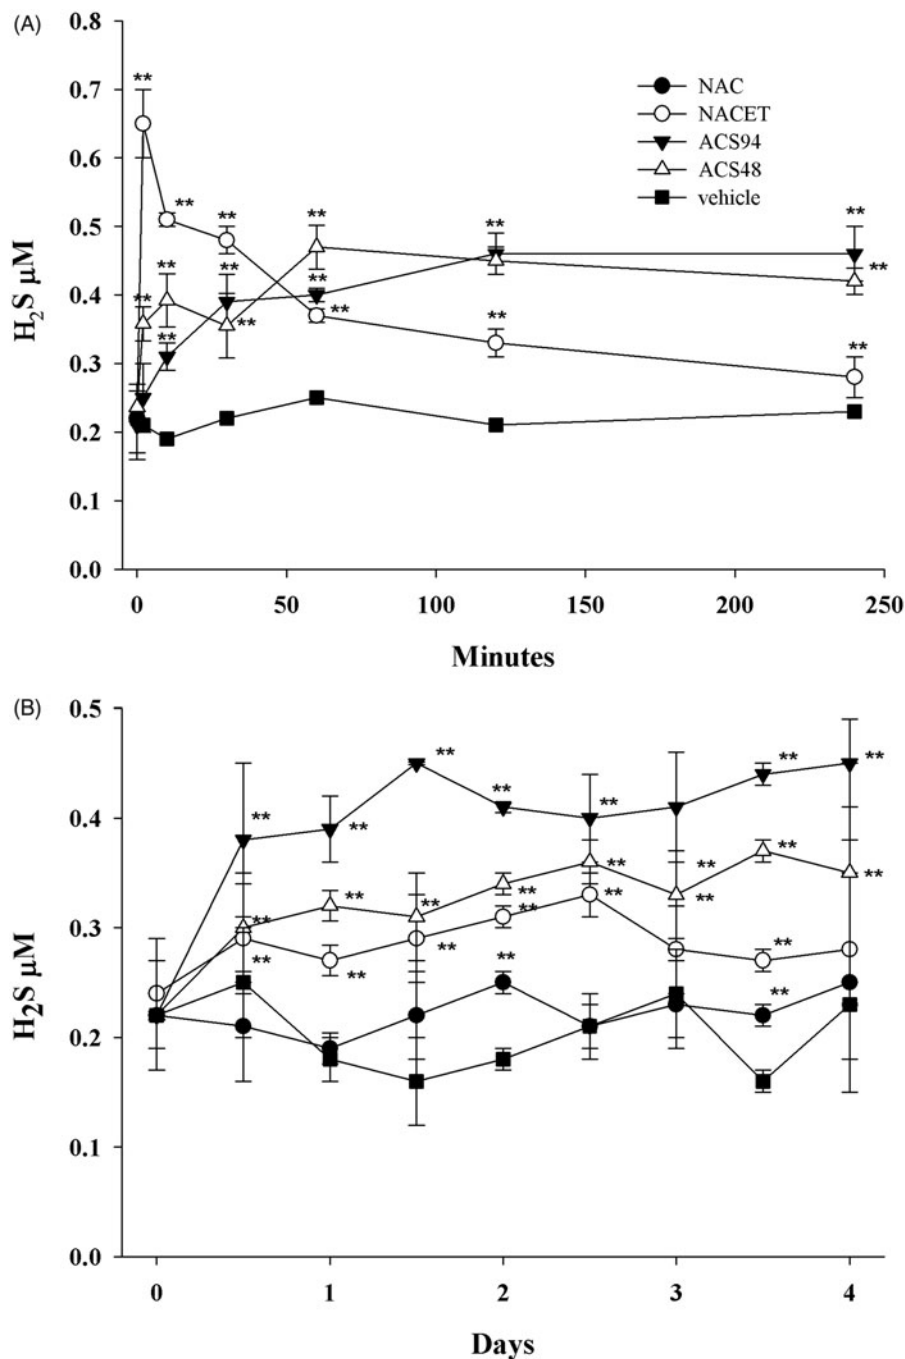 (A)
0.8
0.7
0.6
0.5
0.4
0.3
0.2
0.1
0.0
H₂S µM
NAC
NACET
ACS94
ACS48
vehicle
** ** ** ** ** **
** ** ** ** ** **
** ** ** ** **
0 50 100 150 200 250
Minutes
(B)
0.5
0.4
0.3
0.2
0.1
0.0
H₂S µM
** ** ** ** ** ** **
** ** ** ** ** ** ** **
** ** ** ** ** **
** **
0 1 2 3 4
Days